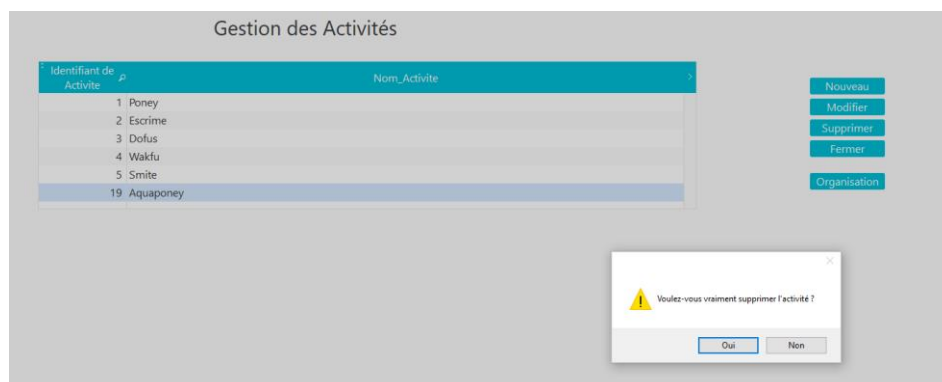 Gestion des Activités
Identifiant de
Activite
Nom_Activite
1 Poney
2 Escrime
3 Dofus
4 Wakfu
5 Smite
19 Aquaponey
Nouveau
Modifier
Supprimer
Fermer
Organisation
Voulez-vous vraiment supprimer l'activité ?
Oui
Non